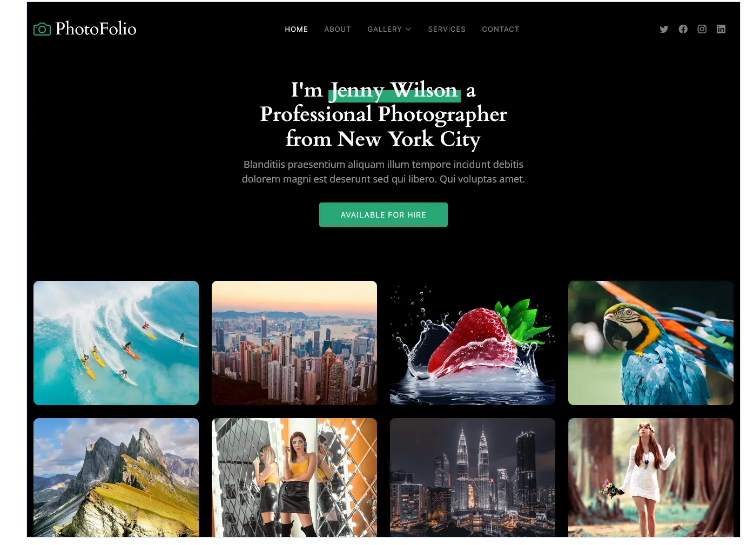 PhotoFolio
HOME ABOUT GALLERY SERVICES CONTACT
I'm Jenny Wilson a
Professional Photographer
from New York City
Blanditiis praesentium aliquam illum tempore incidunt debitis
dolorem magni est deserunt sed qui libero. Qui voluptas amet.
AVAILABLE FOR HIRE